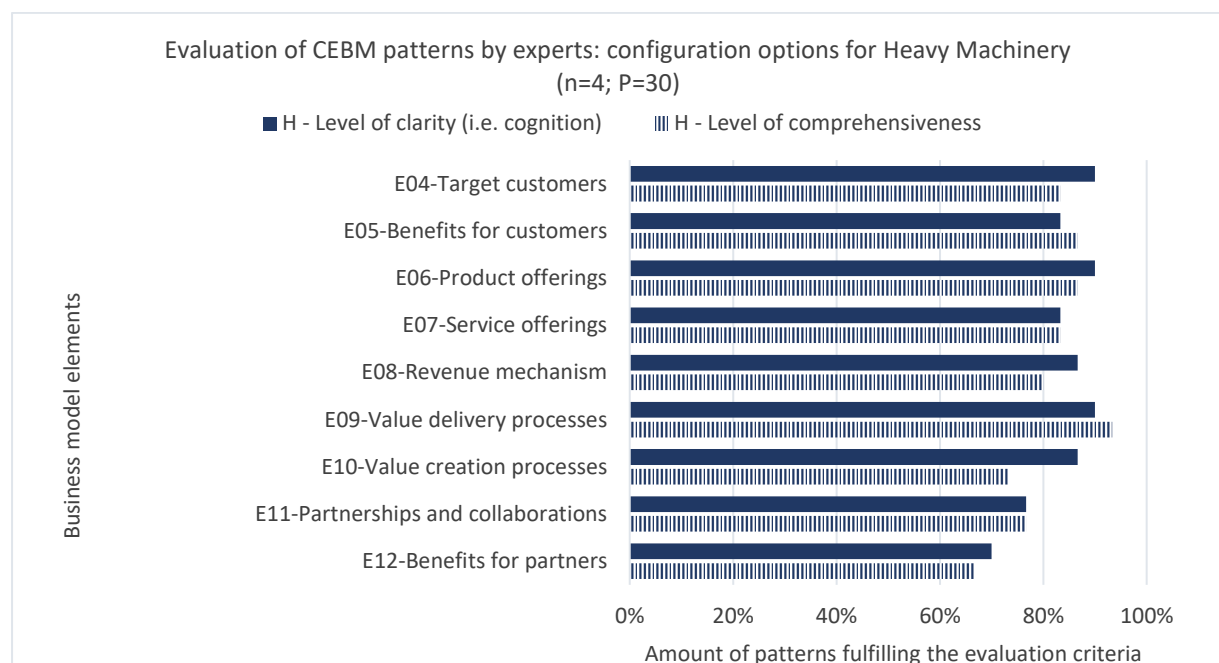 Evaluation of CEBM patterns by experts: configuration options for Heavy Machinery
(n=4; P=30)
H - Level of clarity (i.e. cognition)
H - Level of comprehensiveness
Business model elements
E04-Target customers
E05-Benefits for customers
E06-Product offerings
E07-Service offerings
E08-Revenue mechanism
E09-Value delivery processes
E10-Value creation processes
E11-Partnerships and collaborations
E12-Benefits for partners
0% 20% 40% 60% 80% 100%
Amount of patterns fulfilling the evaluation criteria